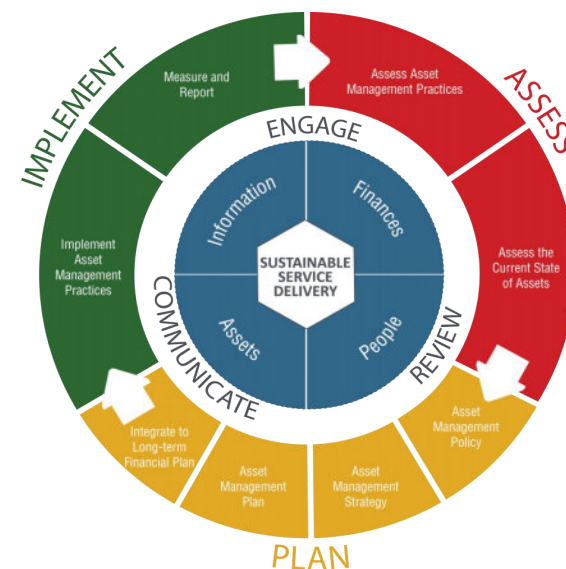 IMPLEMENT
ASSESS
PLAN
Measure and
Report
Assess Asset
Management Practices
Assess the
Current State
of Assets
Asset
Management
Policy
Asset
Management
Strategy
Asset
Management
Plan
Integrate to
Long-term
Financial Plan
Implement
Asset
Management
Practices
ENGAGE
REVIEW
COMMUNICATE
Information
Finances
People
Assets
SUSTAINABLE
SERVICE
DELIVERY